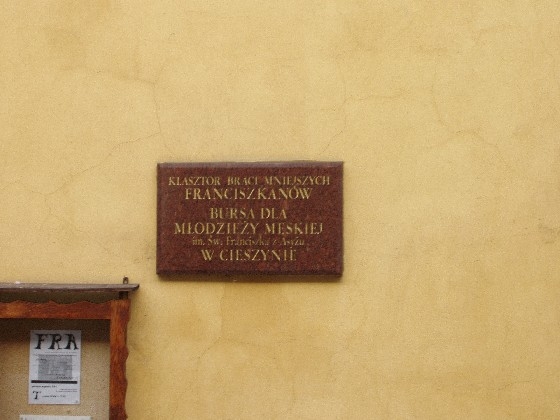 KLASZTOR BRACI MNIEJSZYCH
FRANCISZKANÓW
BURSA DLA
MŁODZIEŻY MĘSKIEJ
im. Św. Franciszka z Asyżu
W CIESZYNIE
FRA